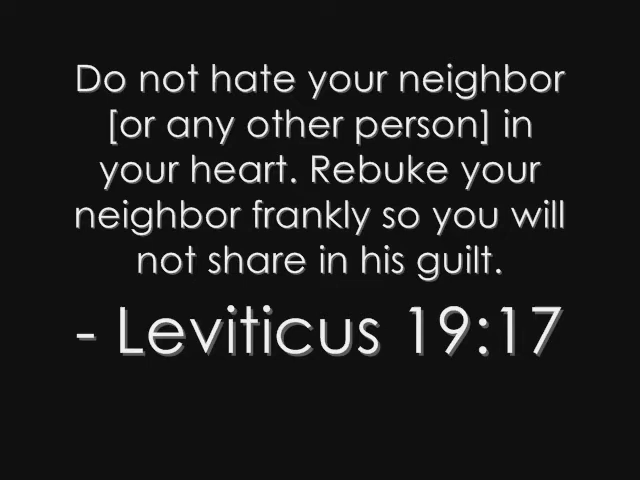 Do not hate your neighbor
[or any other person] in
your heart. Rebuke your
neighbor frankly so you will
not share in his guilt.
- Leviticus 19:17